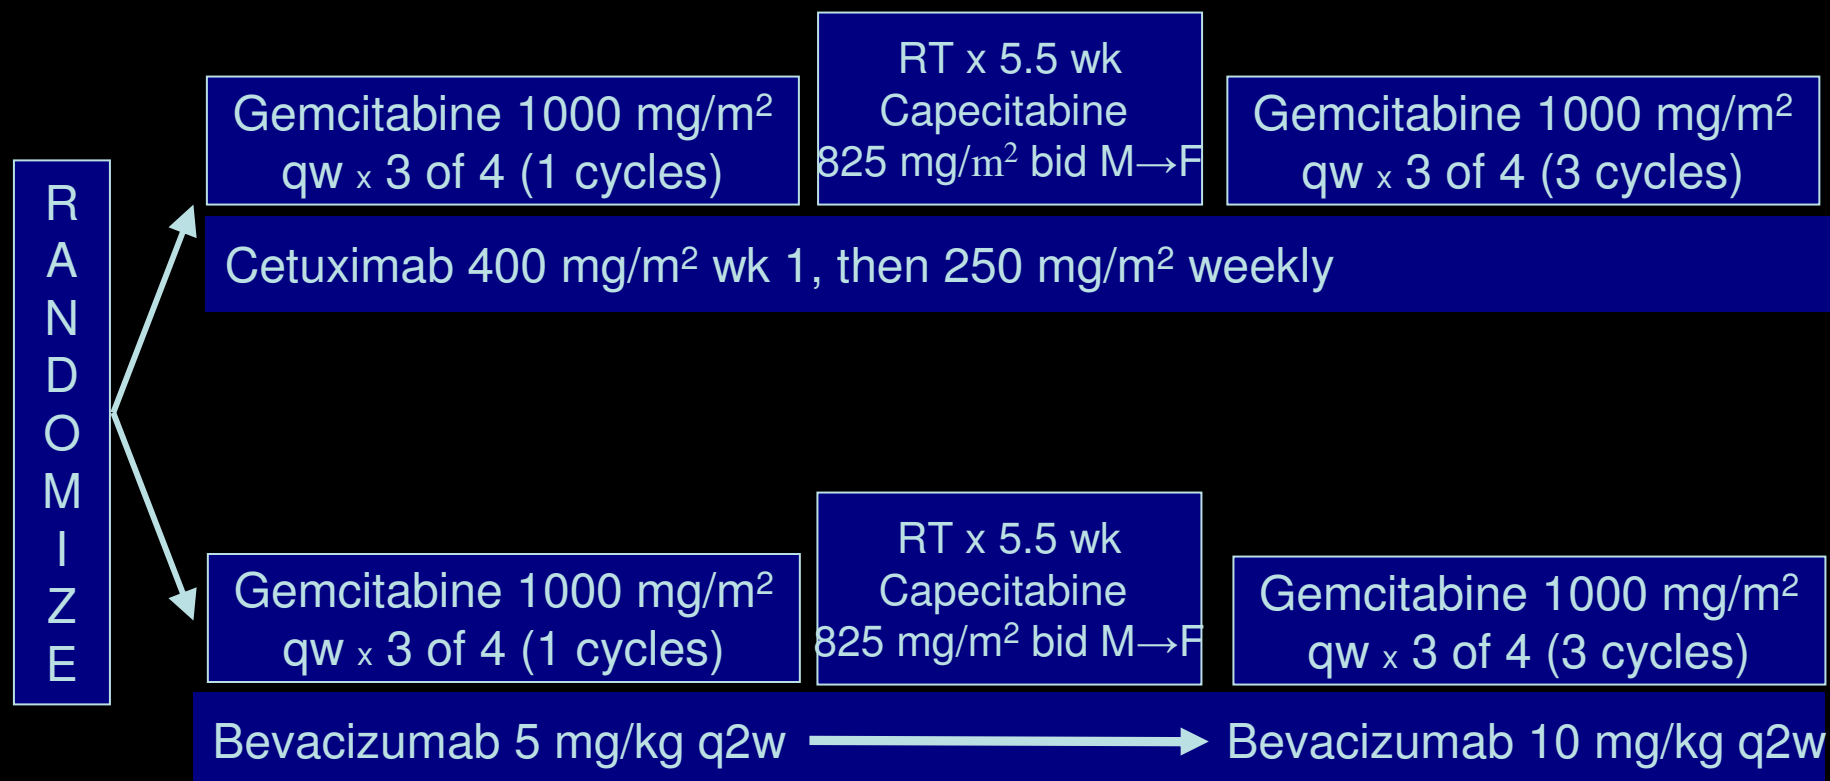 RANDOMIZE
Gemcitabine 1000 mg/m²
qw x 3 of 4 (1 cycles)
RT x 5.5 wk
Capecitabine
825 mg/m² bid M→F
Gemcitabine 1000 mg/m²
qw x 3 of 4 (3 cycles)
Cetuximab 400 mg/m² wk 1, then 250 mg/m² weekly
Gemcitabine 1000 mg/m²
qw x 3 of 4 (1 cycles)
RT x 5.5 wk
Capecitabine
825 mg/m² bid M→F
Gemcitabine 1000 mg/m²
qw x 3 of 4 (3 cycles)
Bevacizumab 5 mg/kg q2w
Bevacizumab 10 mg/kg q2w